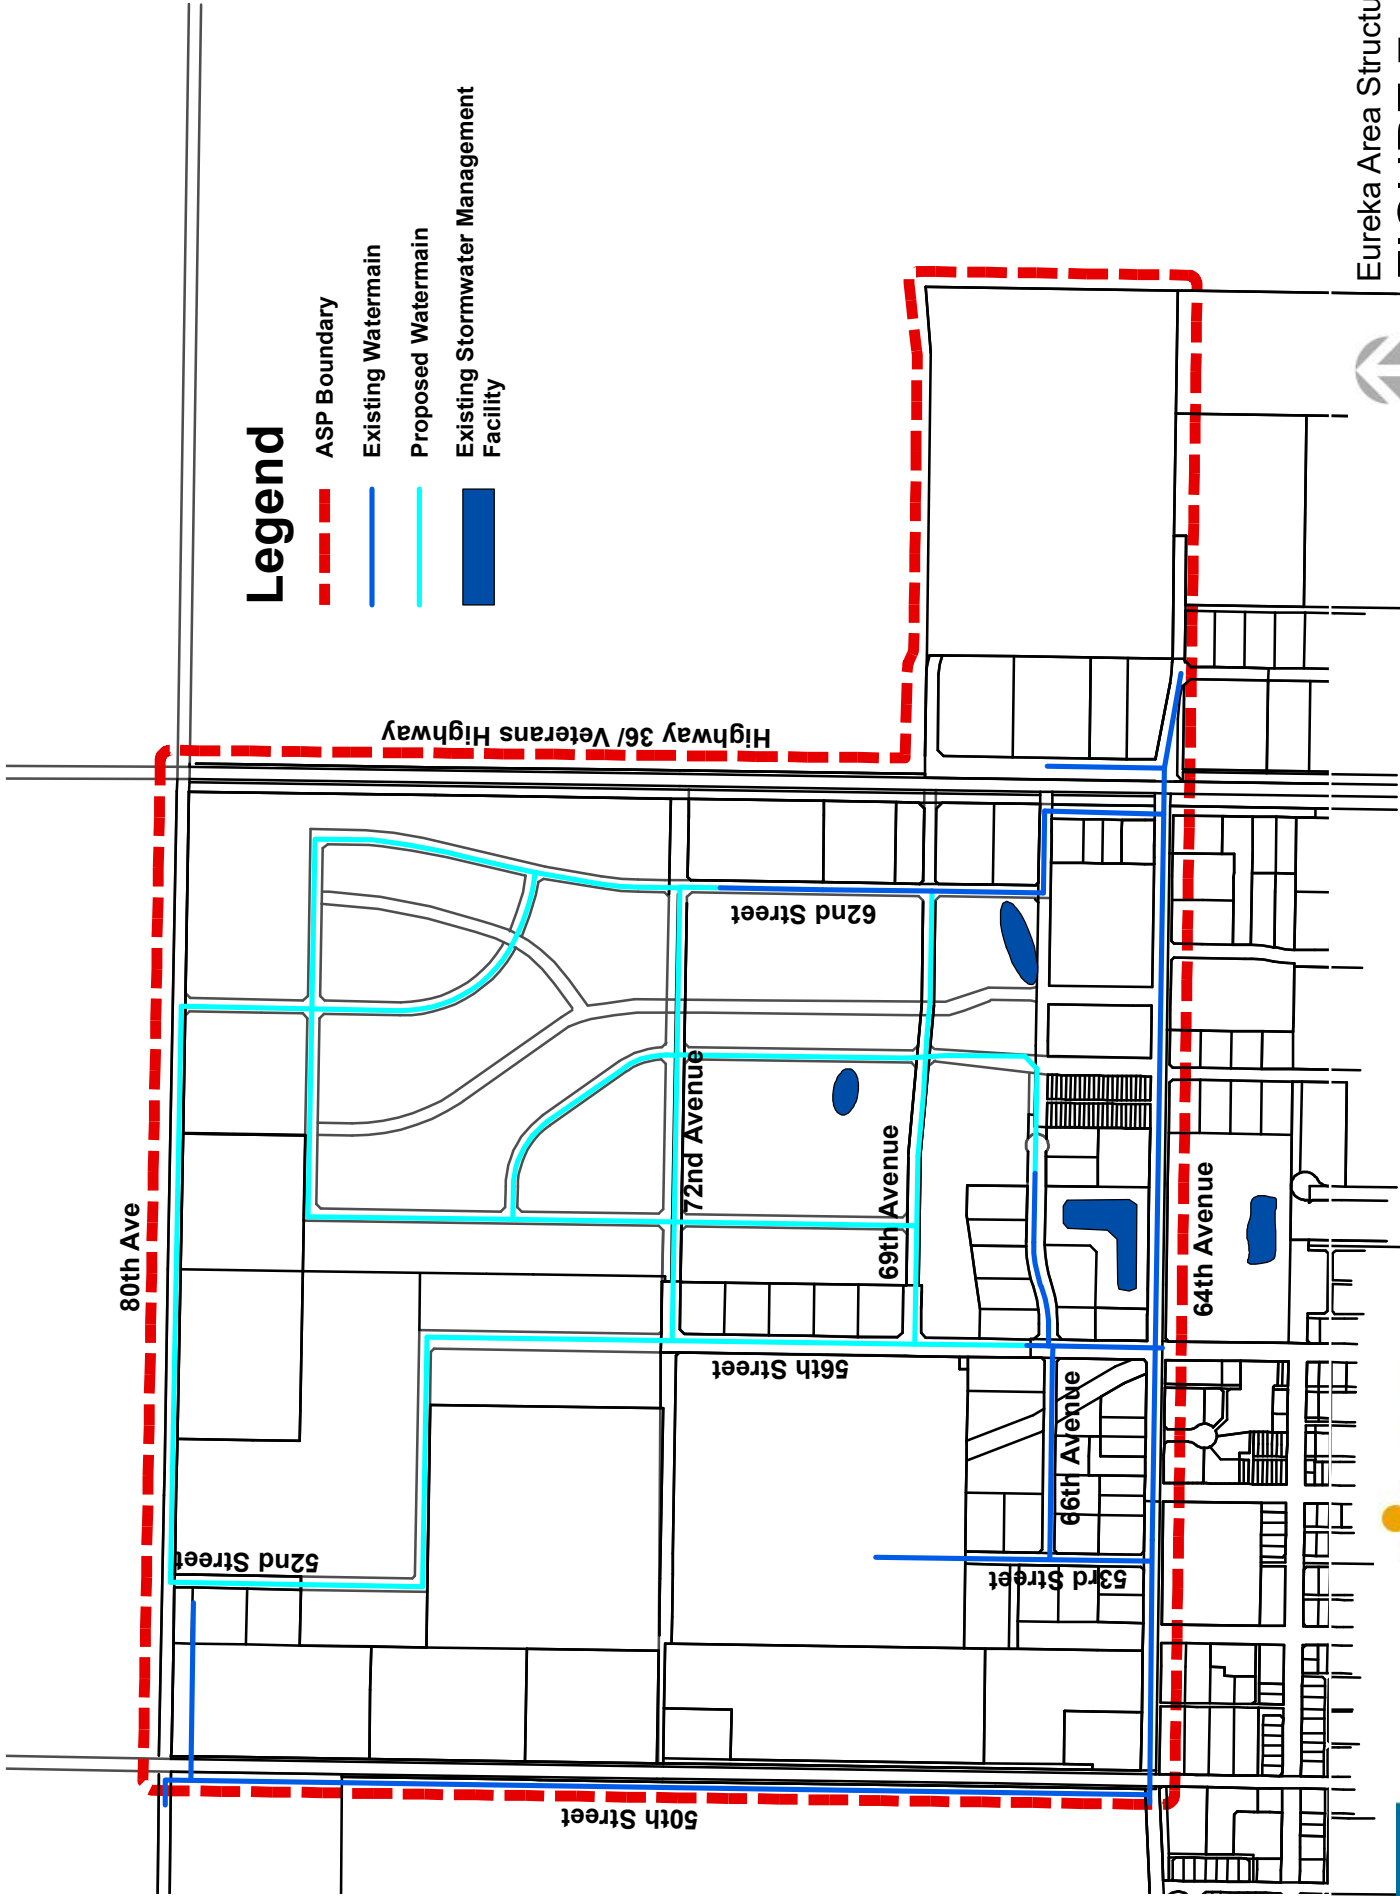 Legend
ASP Boundary
Existing Watermain
Proposed Watermain
Existing Stormwater Management
Facility
80th Ave
Highway 36/ Veterans Highway
62nd Street
72nd Avenue
69th Avenue
64th Avenue
56th Street
66th Avenue
52nd Street
53rd Street
50th Street
Eureka Area